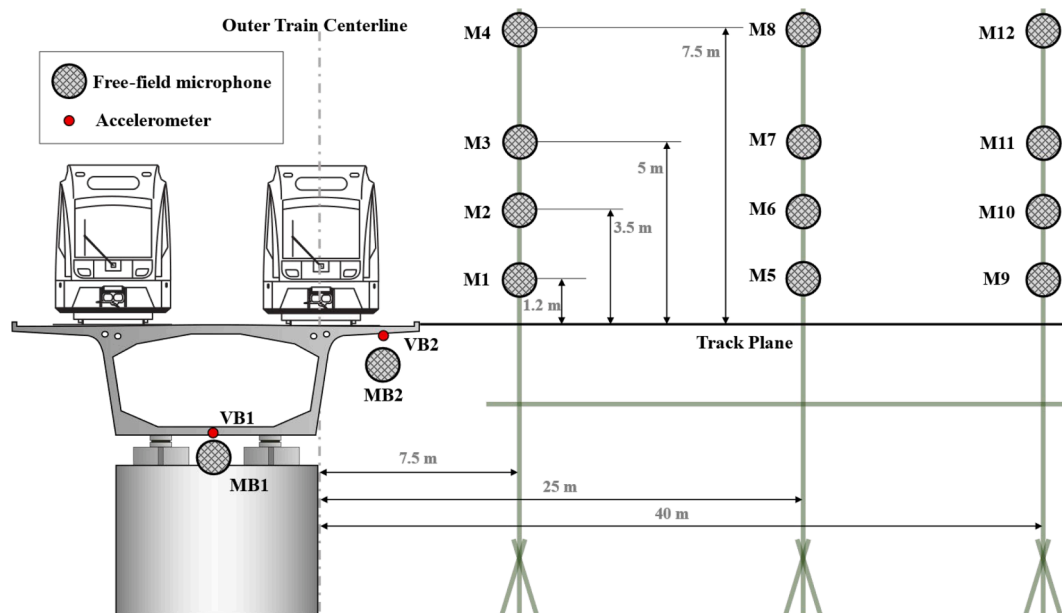 Outer Train Centerline
M4
M8
M12
7.5 m
Free-field microphone
Accelerometer
M3
M7
M11
5 m
M2
M6
M10
3.5 m
M1
M5
M9
1.2 m
Track Plane
VB2
MB2
VB1
MB1
7.5 m
25 m
40 m